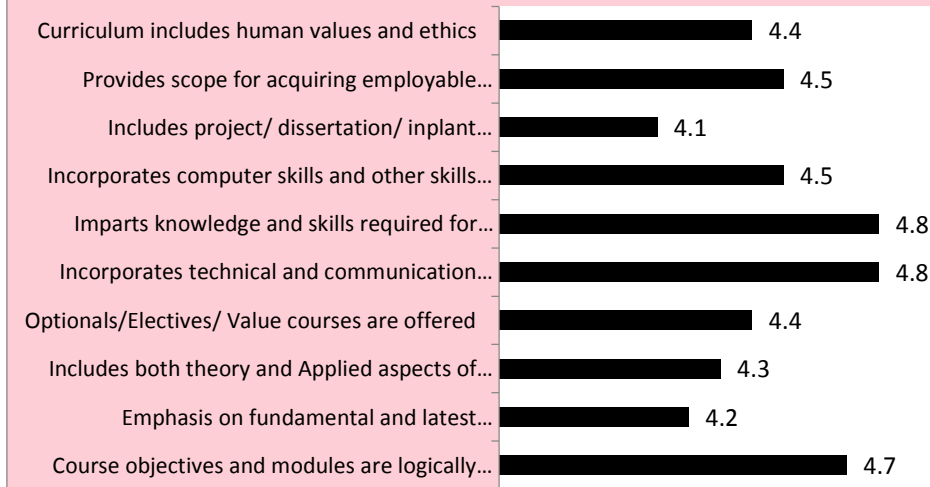 Curriculum includes human values and ethics 4.4
Provides scope for acquiring employable… 4.5
Includes project/ dissertation/ inplant… 4.1
Incorporates computer skills and other skills… 4.5
Imparts knowledge and skills required for… 4.8
Incorporates technical and communication… 4.8
Optionals/Electives/ Value courses are offered 4.4
Includes both theory and Applied aspects of… 4.3
Emphasis on fundamental and latest… 4.2
Course objectives and modules are logically… 4.7